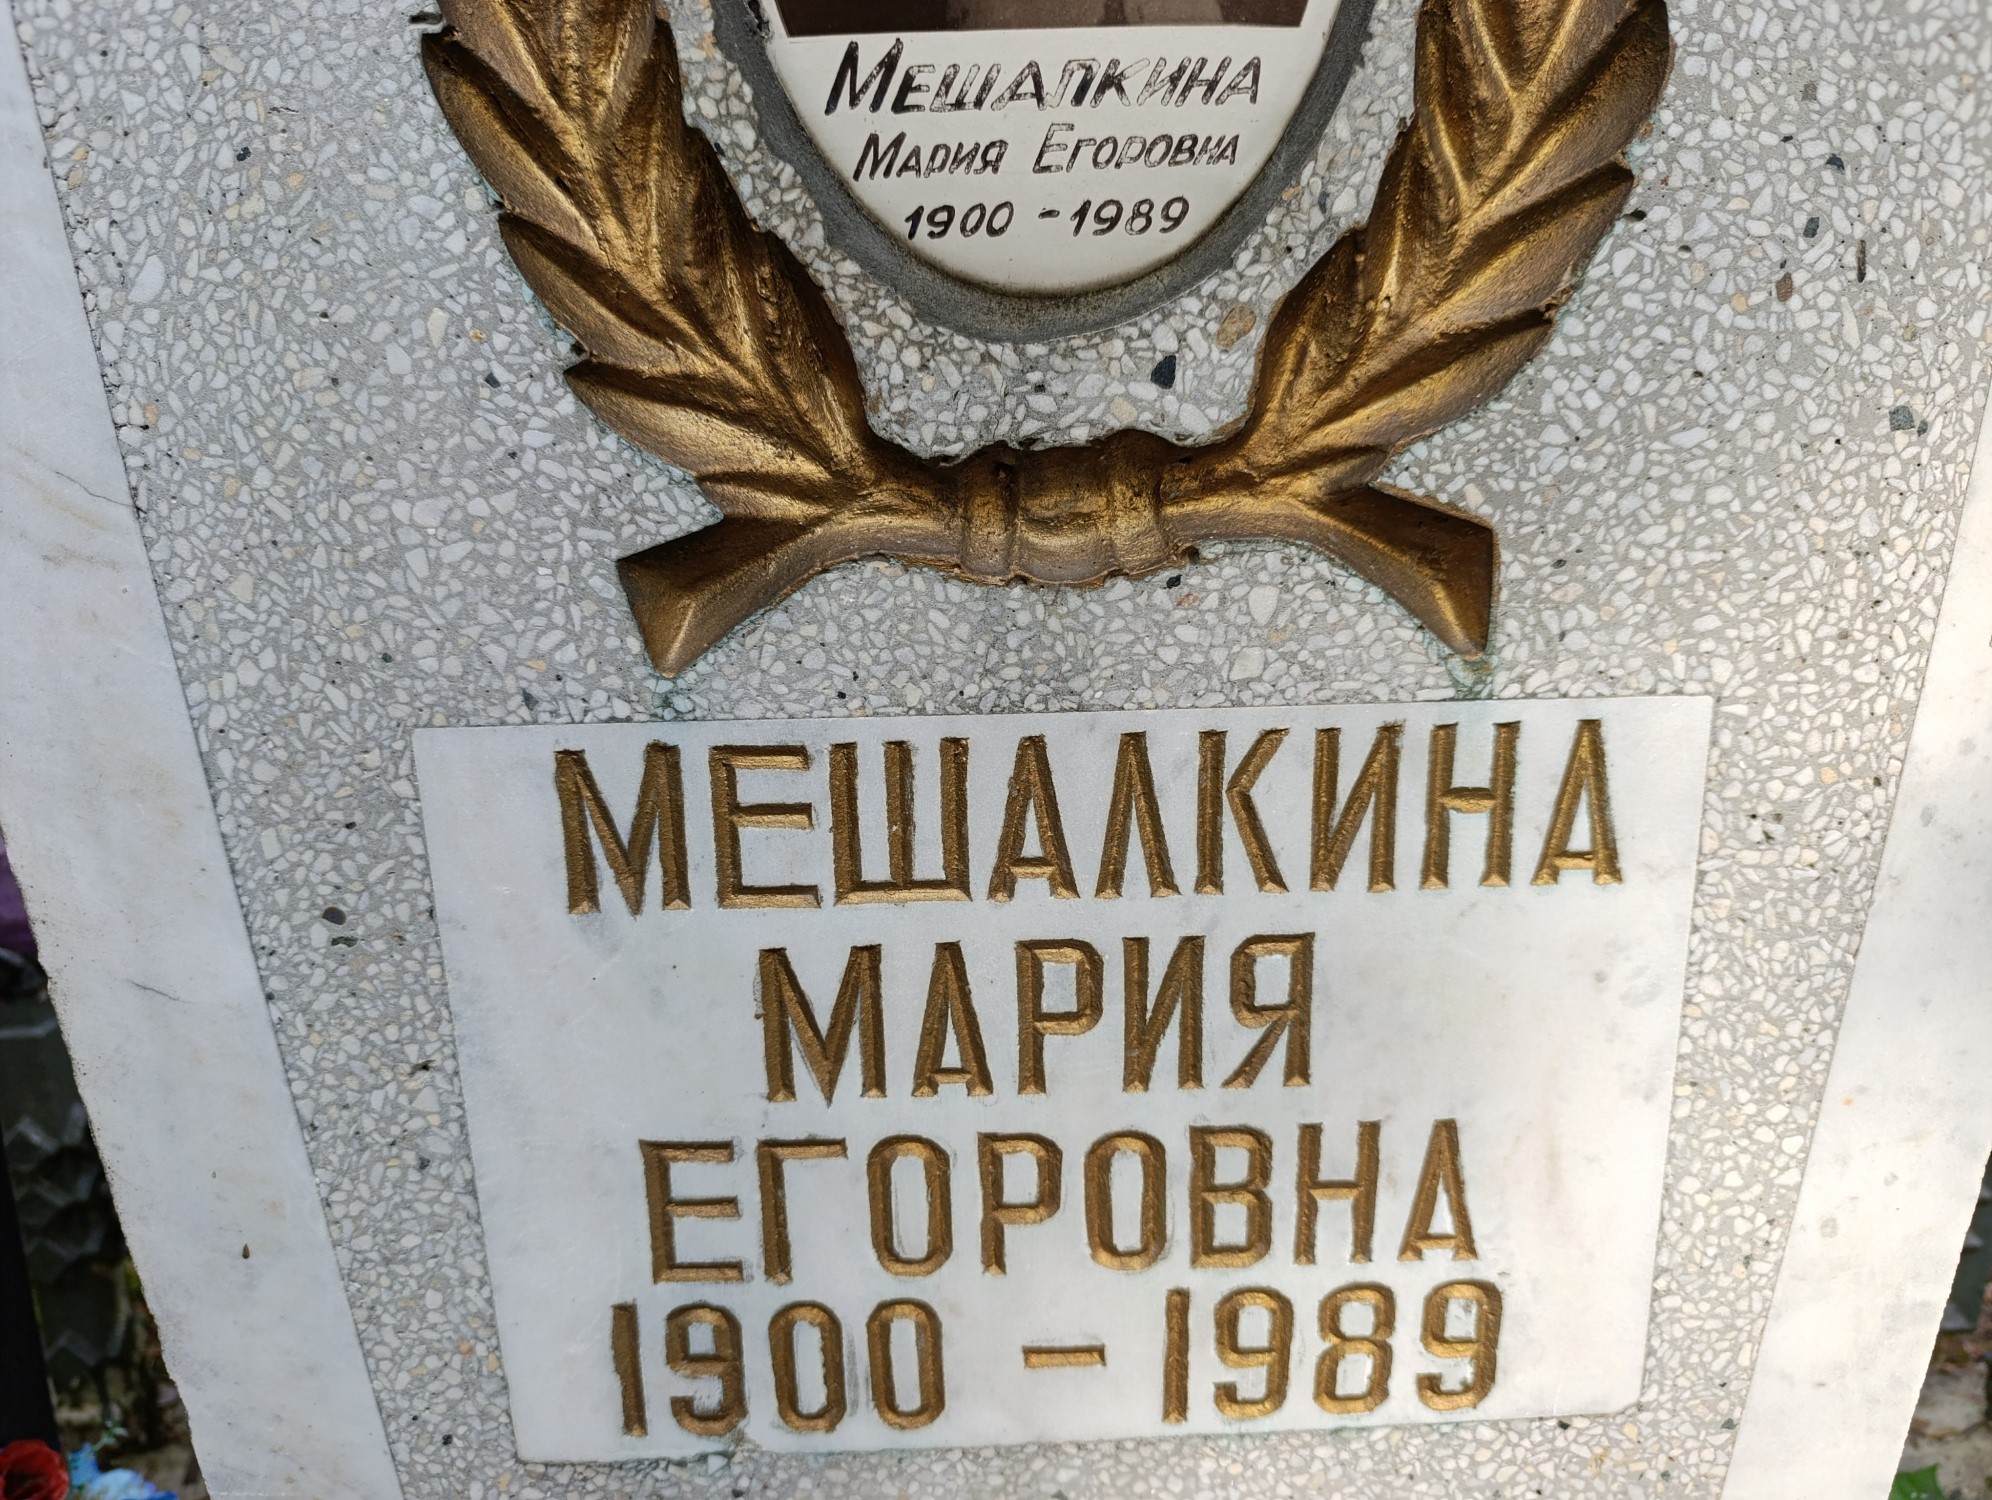 Мешалкина
Мария Егоровна
1900 - 1989
МЕШАЛКИНА
МАРИЯ
ЕГОРОВНА
1900 - 1989